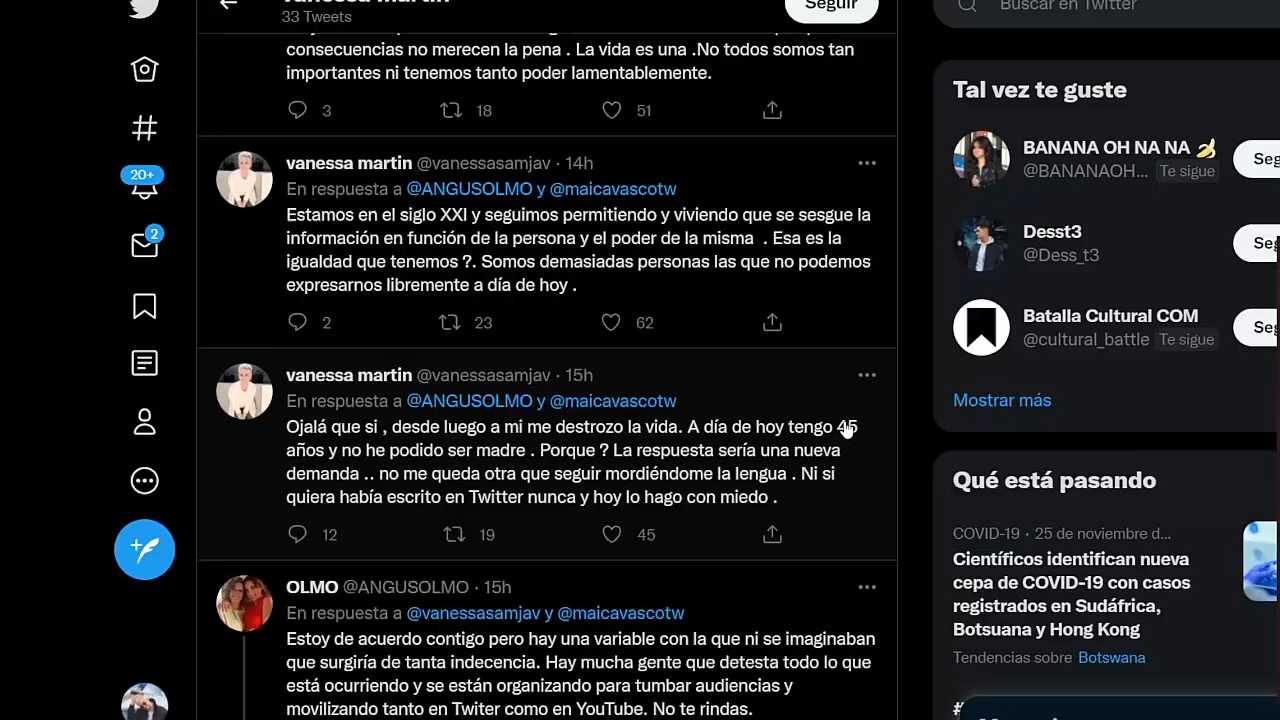 vanessa martin
33 Tweets
Seguir
Buscar en Twitter
consecuencias no merecen la pena . La vida es una .No todos somos tan
importantes ni tenemos tanto poder lamentablemente.
3 18 51
vanessa martin @vanessasamjav · 14h
En respuesta a @ANGUSOLMO y @maicavascotw
Estamos en el siglo XXI y seguimos permitiendo y viviendo que se sesgue la
información en función de la persona y el poder de la misma . Esa es la
igualdad que tenemos ?. Somos demasiadas personas las que no podemos
expresarnos libremente a día de hoy .
2 23 62
vanessa martin @vanessasamjav · 15h
En respuesta a @ANGUSOLMO y @maicavascotw
Ojalá que si , desde luego a mi me destrozo la vida. A día de hoy tengo 45
años y no he podido ser madre . Porque ? La respuesta sería una nueva
demanda .. no me queda otra que seguir mordiéndome la lengua . Ni si
quiera había escrito en Twitter nunca y hoy lo hago con miedo .
12 19 45
OLMO @ANGUSOLMO · 15h
En respuesta a @vanessasamjav y @maicavascotw
Estoy de acuerdo contigo pero hay una variable con la que ni se imaginaban
que surgiría de tanta indecencia. Hay mucha gente que detesta todo lo que
está ocurriendo y se están organizando para tumbar audiencias y
movilizando tanto en Twiter como en YouTube. No te rindas.
20+
2
Tal vez te guste
BANANA OH NA NA 🍌
@BANANAOH... Te sigue
Seg
Desst3
@Dess_t3
Seg
Batalla Cultural COM
@cultural_battle Te sigue
Seg
Mostrar más
Qué está pasando
COVID-19 · 25 de noviembre d...
Científicos identifican nueva
cepa de COVID-19 con casos
registrados en Sudáfrica,
Botsuana y Hong Kong
Tendencias sobre Botswana